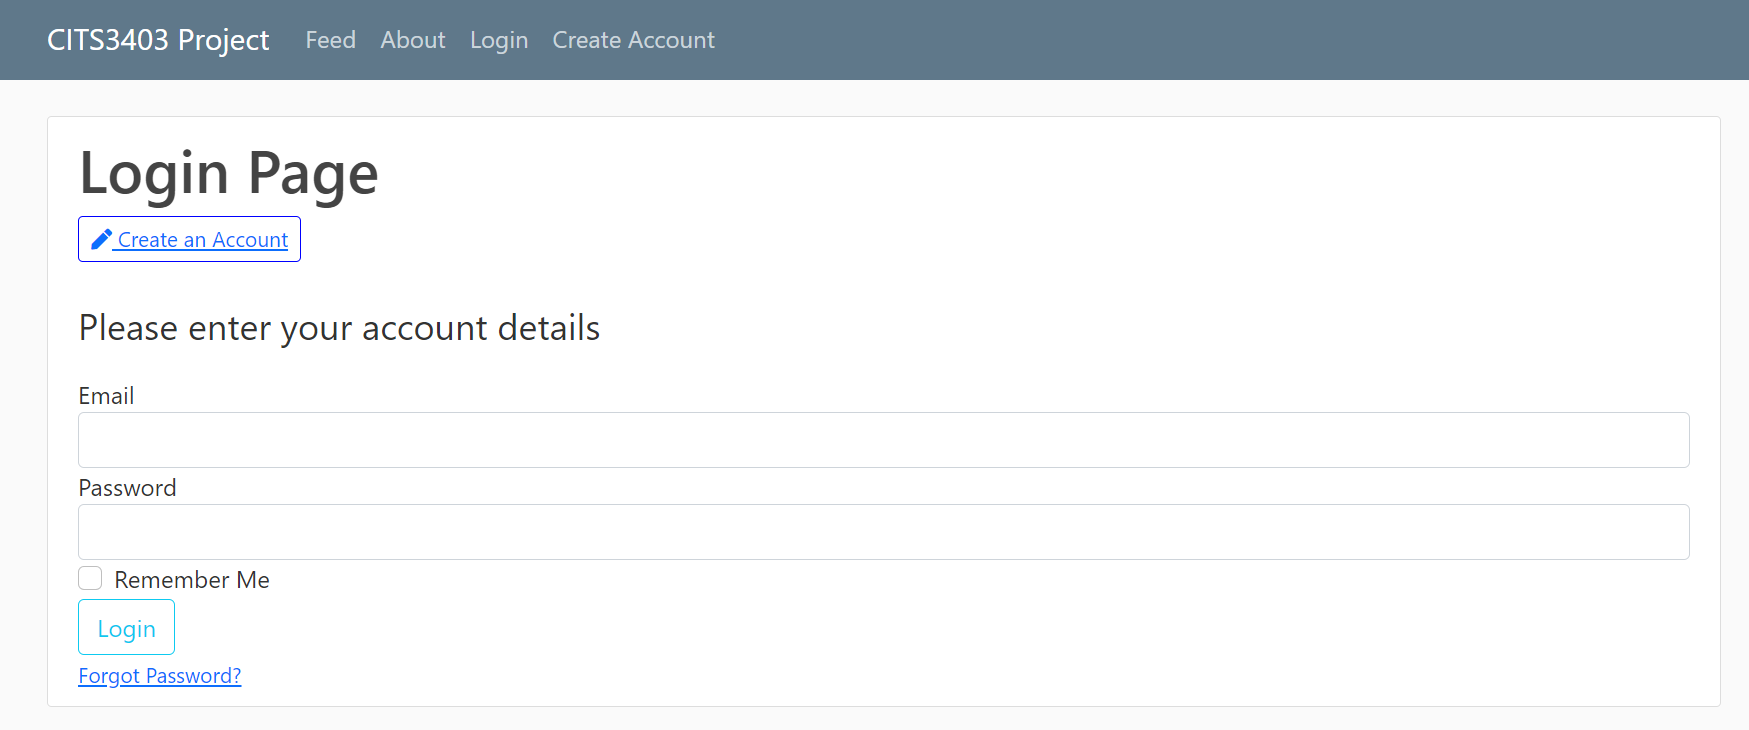 CITS3403 Project Feed About Login Create Account
Login Page
Create an Account
Please enter your account details
Email
Password
Remember Me
Login
Forgot Password?